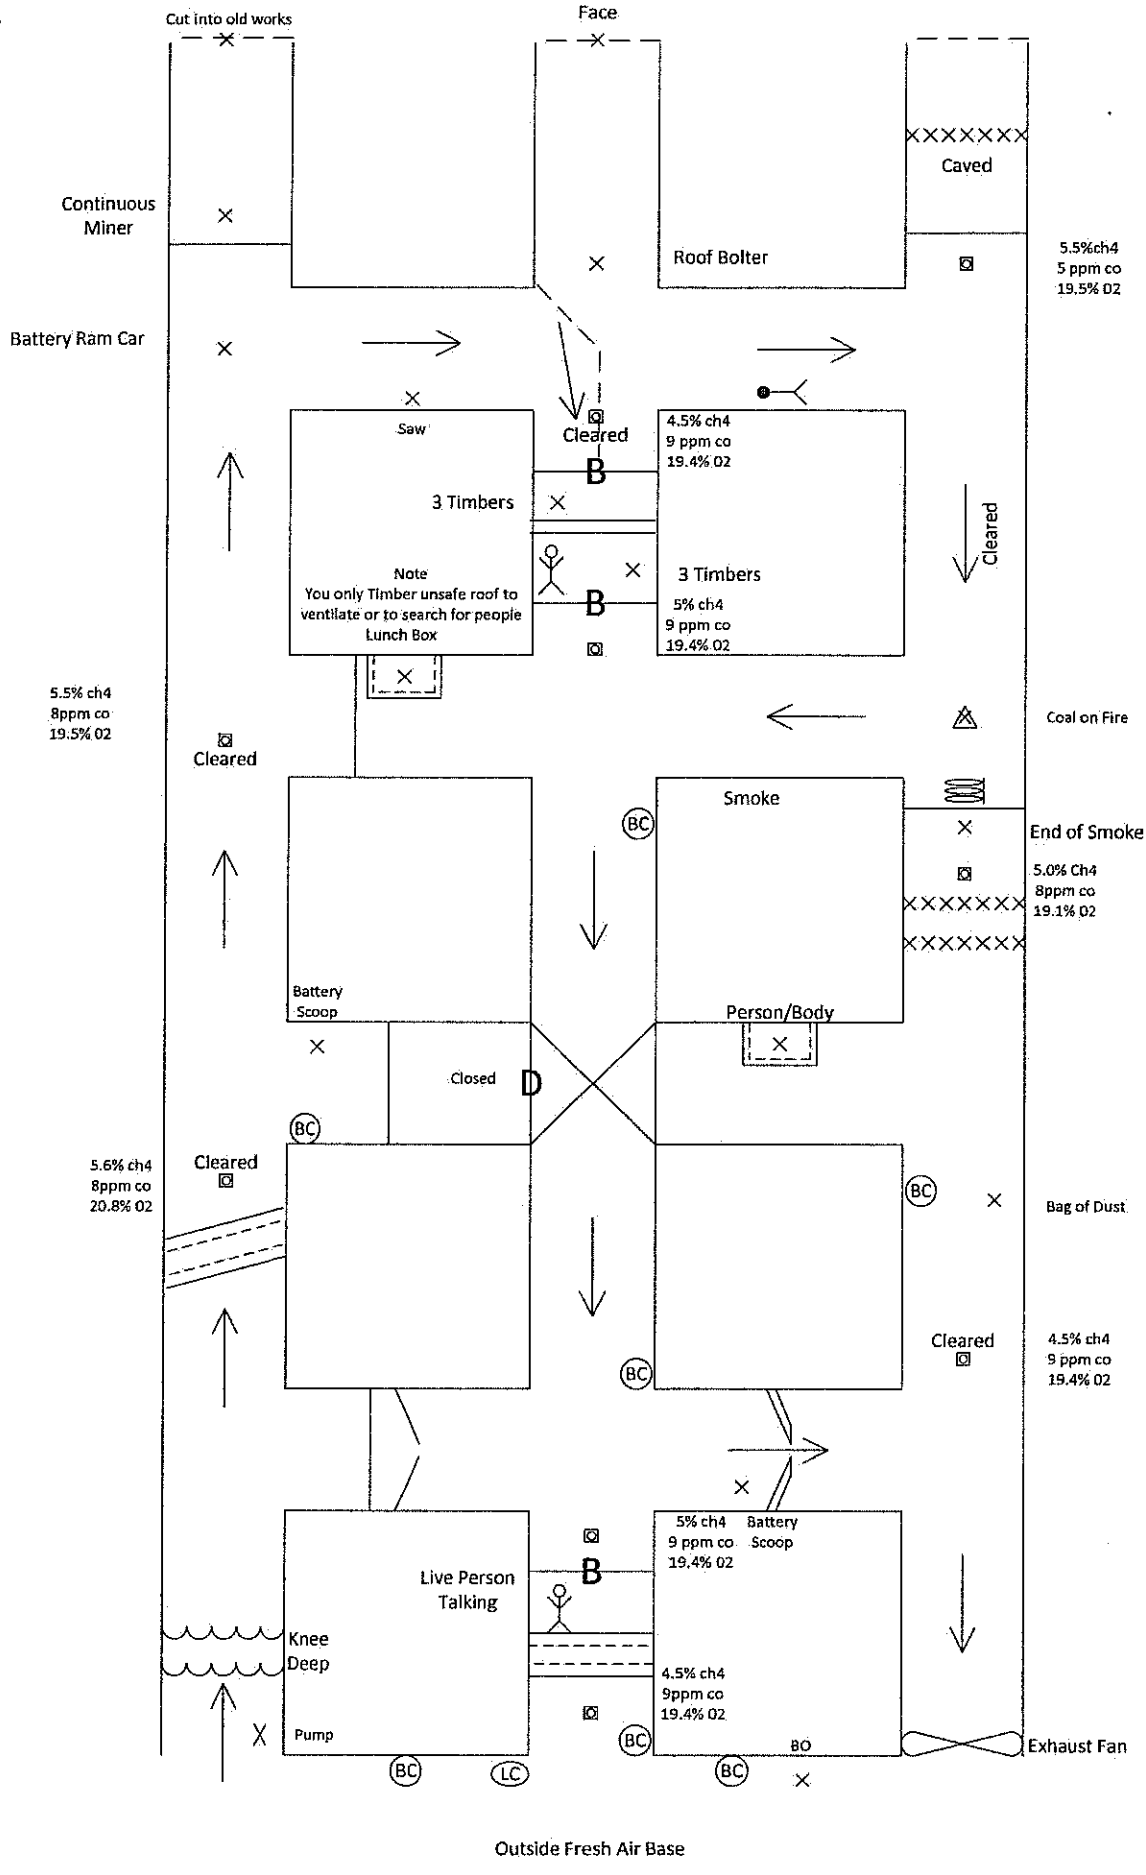 Cut into old works
Face
Caved
Continuous
Miner
Roof Bolter
5.5%ch4
5 ppm co
19.5% 02
Battery Ram Car
Saw
Cleared
4.5% ch4
9 ppm co
19.4% 02
B
3 Timbers
Cleared
Note
You only Timber unsafe roof to
ventilate or to search for people
Lunch Box
3 Timbers
B
5% ch4
9 ppm co
19.4% 02
5.5% ch4
8ppm co
19.5% 02
Cleared
Coal on Fire
Smoke
BC
End of Smoke
5.0% Ch4
8ppm co
19.1% 02
Battery
Scoop
Person/Body
Closed
D
BC
5.6% ch4
8ppm co
20.8% 02
Cleared
BC
Bag of Dust
Cleared
4.5% ch4
9 ppm co
19.4% 02
BC
5% ch4
9 ppm co
19.4% 02
Battery
Scoop
B
Live Person
Talking
Knee
Deep
4.5% ch4
9ppm co
19.4% 02
Pump
BC
BO
Exhaust Fan
BC
LC
BC
Outside Fresh Air Base